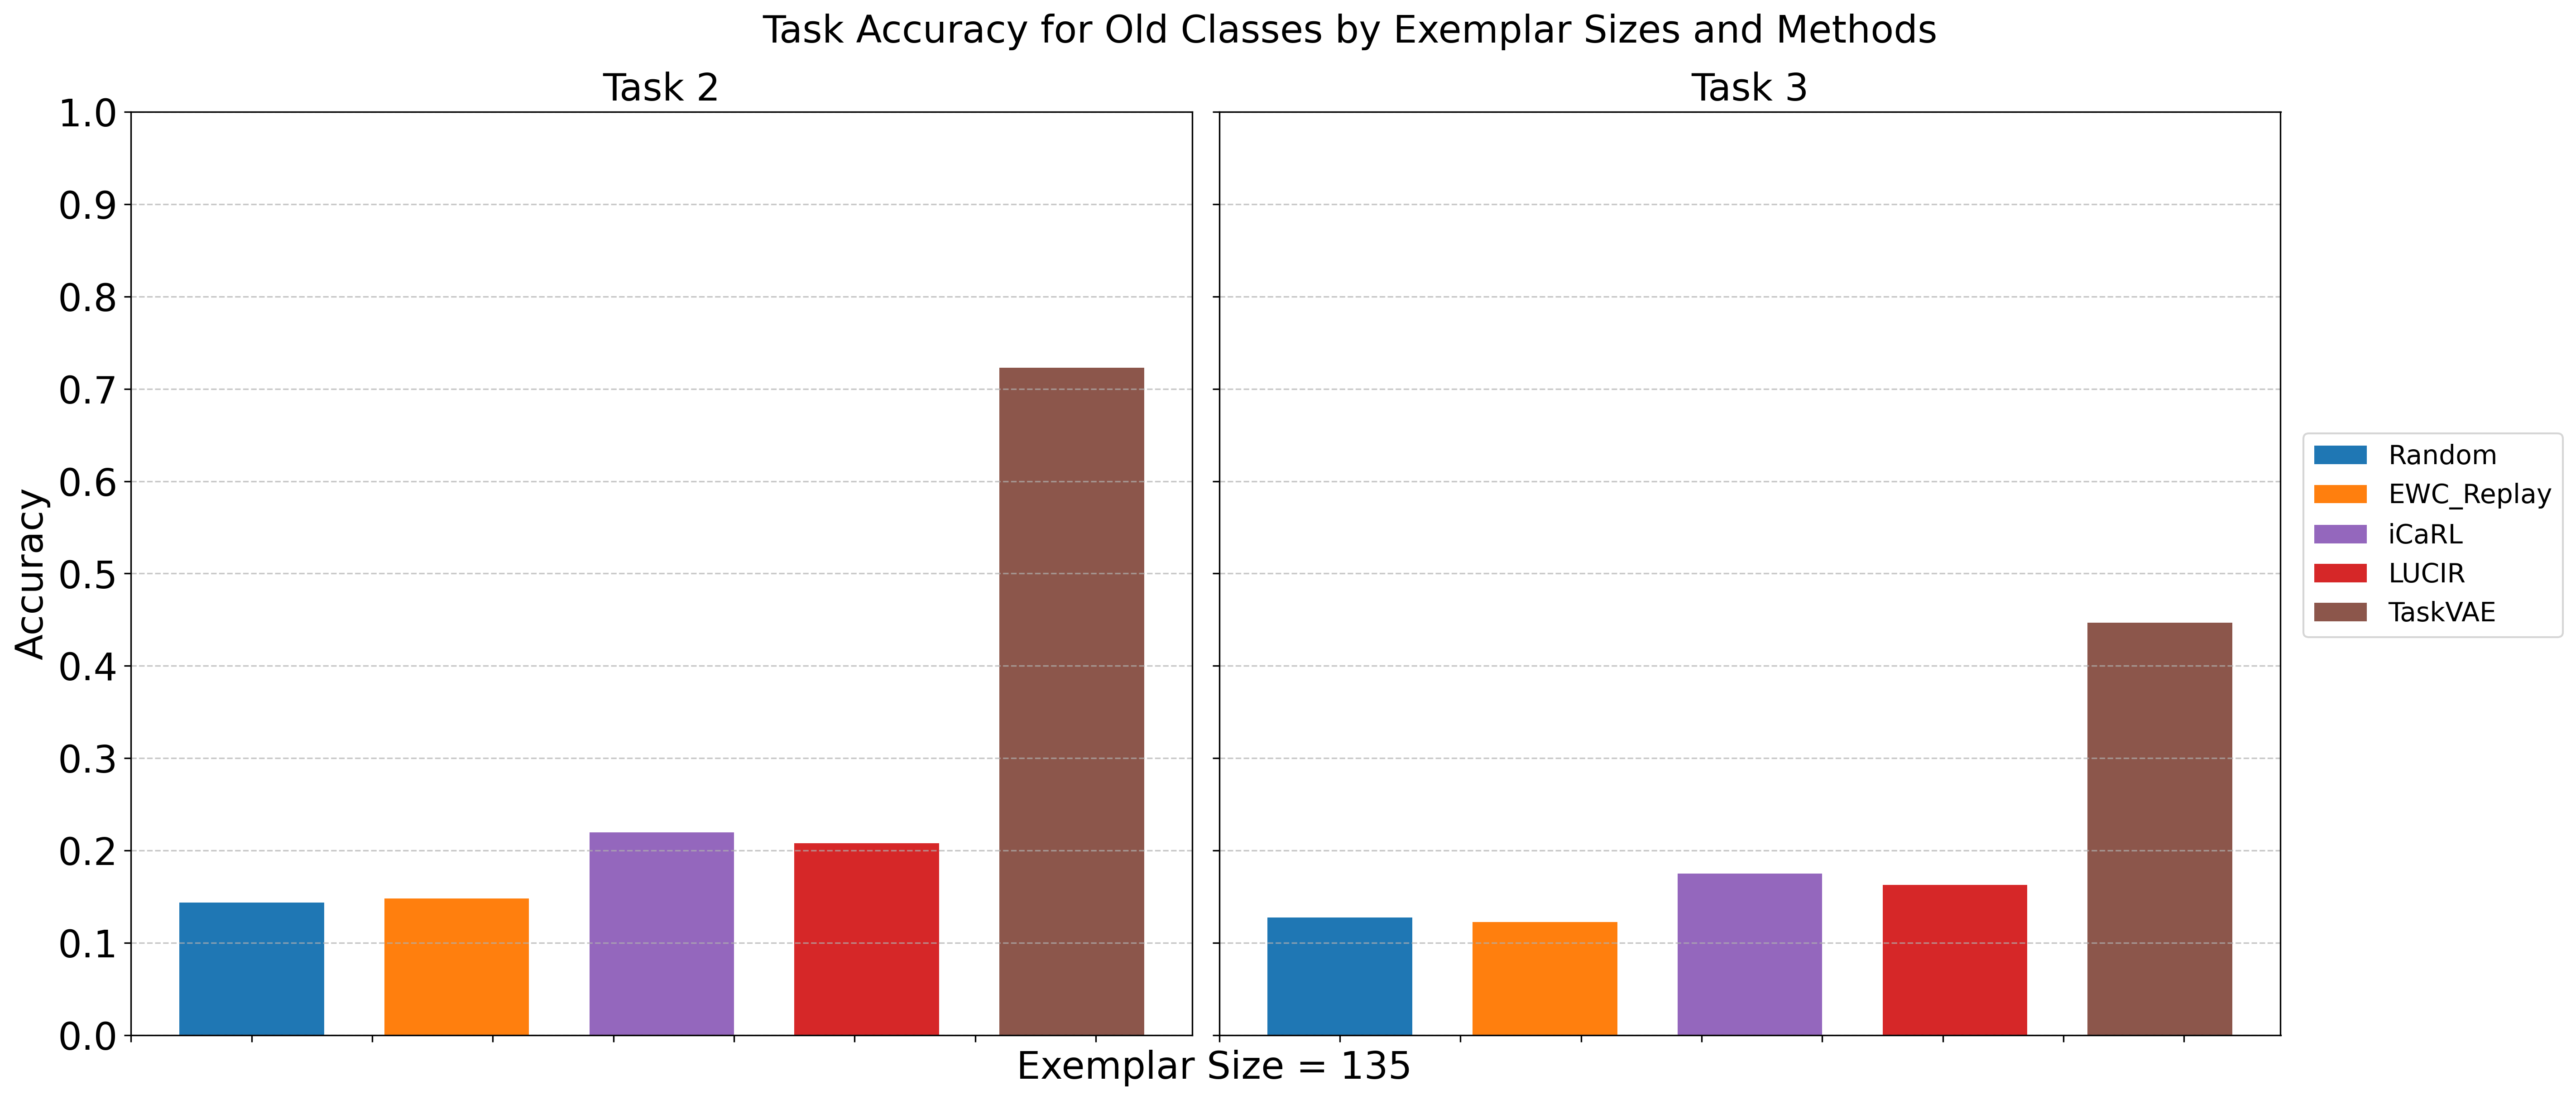 Task Accuracy for Old Classes by Exemplar Sizes and Methods
Task 2
Task 3
Accuracy
1.0
0.9
0.8
0.7
0.6
0.5
0.4
0.3
0.2
0.1
0.0
Exemplar Size = 135
Random
EWC_Replay
iCaRL
LUCIR
TaskVAE